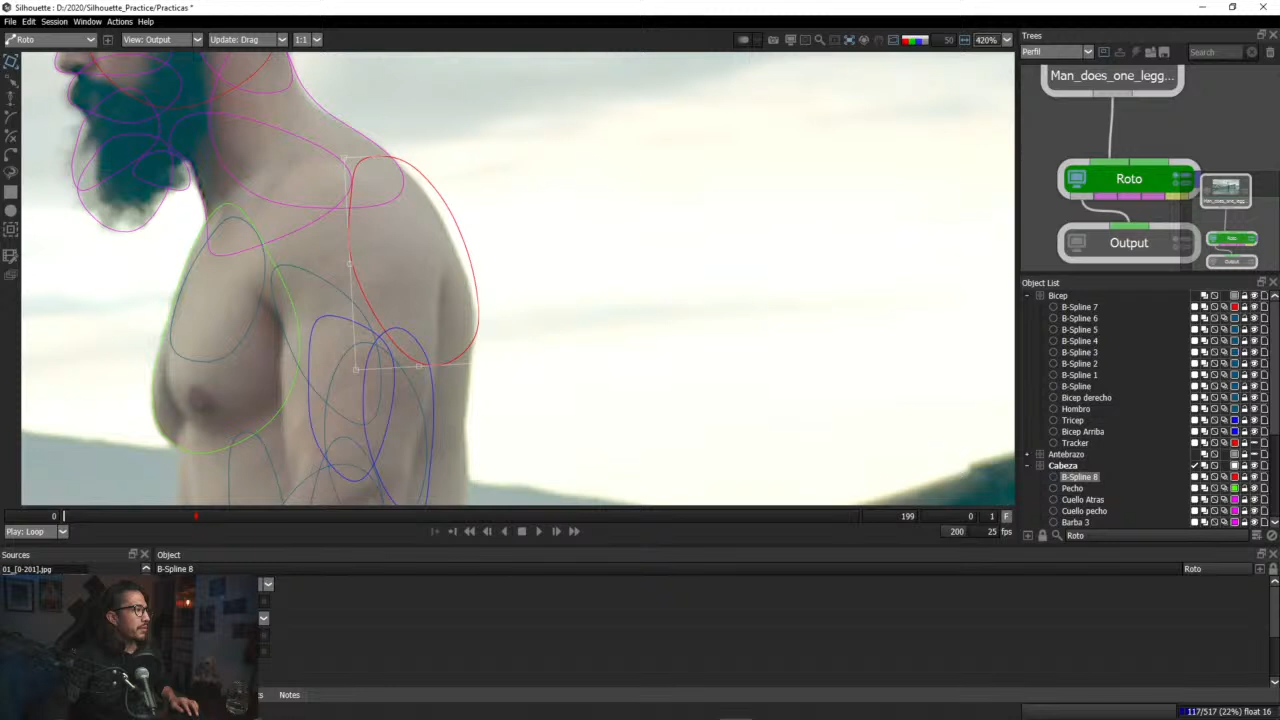 Silhouette : D:/2020/Silhouette_Practice/Practicas *
File Edit Session Window Actions Help
Roto
View: Output
Update: Drag
1:1
50
420%
Trees
Perfil
Search
Man_does_one_legg...
Roto
Output
Object List
Bicep
B-Spline 7
B-Spline 6
B-Spline 5
B-Spline 4
B-Spline 3
B-Spline 2
B-Spline 1
B-Spline
Bicep derecho
Hombro
Tricep
Bicep Arriba
Tracker
Antebrazo
Cabeza
B-Spline 8
Pecho
Cuello Atras
Cuello pecho
Barba 3
Roto
0
199
0
1
F
Play: Loop
200
25
fps
Sources
Object
01_[0-201].jpg
B-Spline 8
Roto
Notes
117/517 (22%) float 16